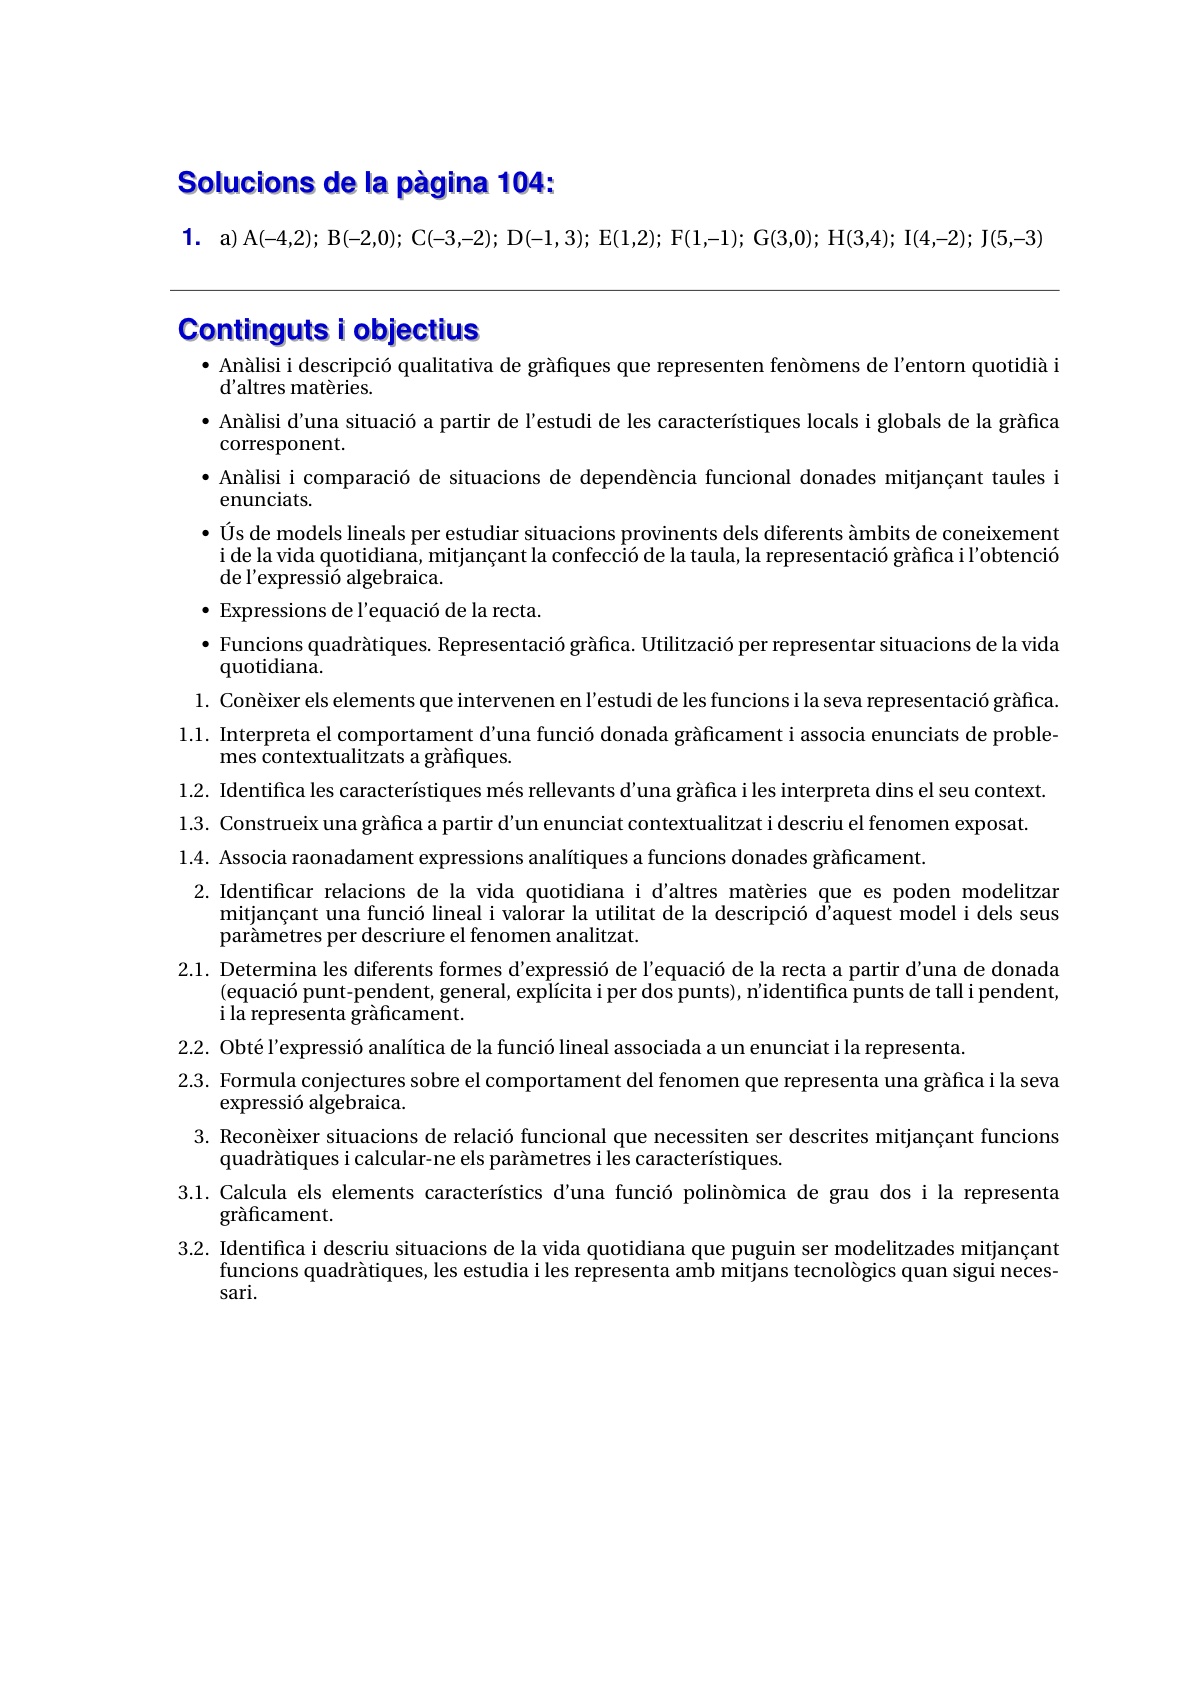 Solucions de la pàgina 104:
1. a) A(–4,2); B(–2,0); C(–3,–2); D(–1, 3); E(1,2); F(1,–1); G(3,0); H(3,4); I(4,–2); J(5,–3)
Continguts i objectius
• Anàlisi i descripció qualitativa de gràfiques que representen fenòmens de l’entorn quotidià i
d’altres matèries.
• Anàlisi d’una situació a partir de l’estudi de les característiques locals i globals de la gràfica
corresponent.
• Anàlisi i comparació de situacions de dependència funcional donades mitjançant taules i
enunciats.
• Ús de models lineals per estudiar situacions provinents dels diferents àmbits de coneixement
i de la vida quotidiana, mitjançant la confecció de la taula, la representació gràfica i l’obtenció
de l’expressió algebraica.
• Expressions de l’equació de la recta.
• Funcions quadràtiques. Representació gràfica. Utilització per representar situacions de la vida
quotidiana.
1. Conèixer els elements que intervenen en l’estudi de les funcions i la seva representació gràfica.
1.1. Interpreta el comportament d’una funció donada gràficament i associa enunciats de proble-
mes contextualitzats a gràfiques.
1.2. Identifica les característiques més rellevants d’una gràfica i les interpreta dins el seu context.
1.3. Construeix una gràfica a partir d’un enunciat contextualitzat i descriu el fenomen exposat.
1.4. Associa raonadament expressions analítiques a funcions donades gràficament.
2. Identificar relacions de la vida quotidiana i d’altres matèries que es poden modelitzar
mitjançant una funció lineal i valorar la utilitat de la descripció d’aquest model i dels seus
paràmetres per descriure el fenomen analitzat.
2.1. Determina les diferents formes d’expressió de l’equació de la recta a partir d’una de donada
(equació punt-pendent, general, explícita i per dos punts), n’identifica punts de tall i pendent,
i la representa gràficament.
2.2. Obté l’expressió analítica de la funció lineal associada a un enunciat i la representa.
2.3. Formula conjectures sobre el comportament del fenomen que representa una gràfica i la seva
expressió algebraica.
3. Reconèixer situacions de relació funcional que necessiten ser descrites mitjançant funcions
quadràtiques i calcular-ne els paràmetres i les característiques.
3.1. Calcula els elements característics d’una funció polinòmica de grau dos i la representa
gràficament.
3.2. Identifica i descriu situacions de la vida quotidiana que puguin ser modelitzades mitjançant
funcions quadràtiques, les estudia i les representa amb mitjans tecnològics quan sigui neces-
sari.